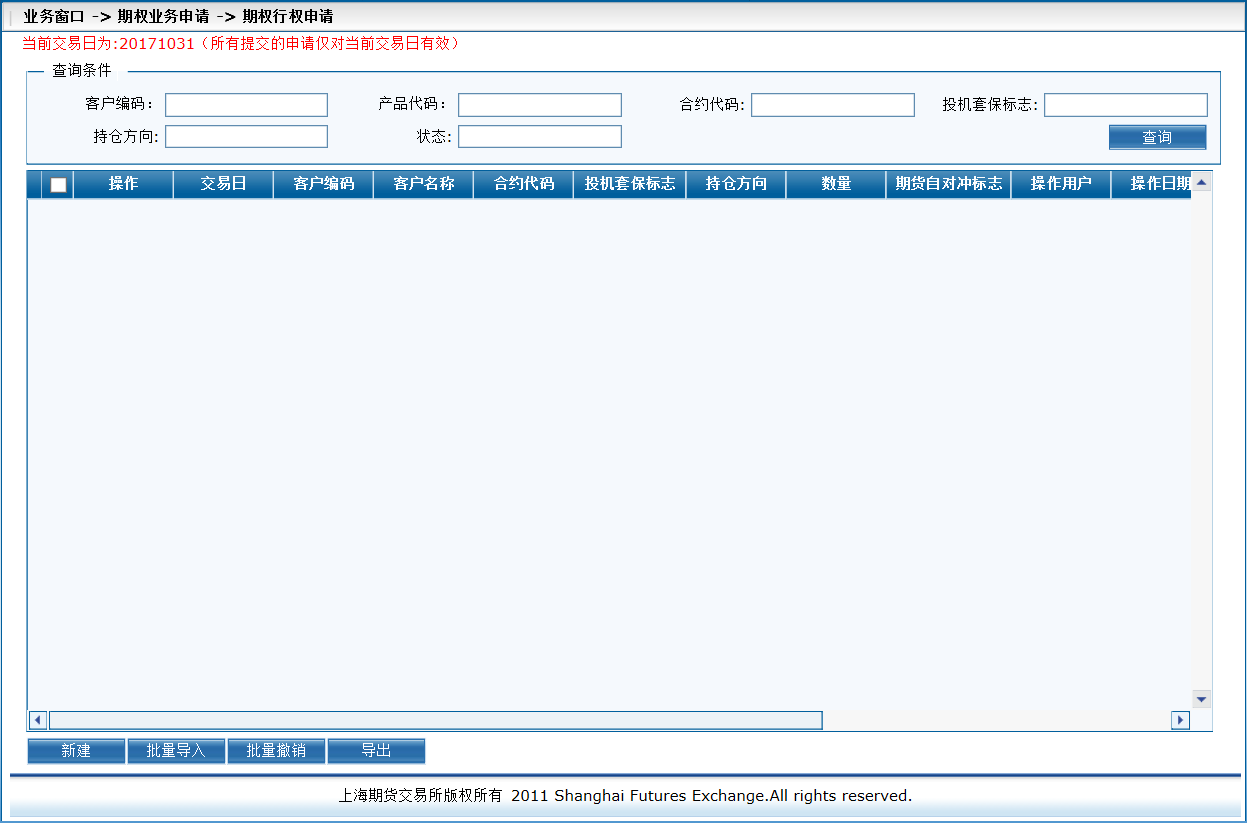 业务窗口 -> 期权业务申请 -> 期权行权申请
当前交易日为:20171031（所有提交的申请仅对当前交易日有效）
查询条件
客户编码： 产品代码： 合约代码: 投机套保标志:
持仓方向: 状态: 查询
操作 交易日 客户编码 客户名称 合约代码 投机套保标志 持仓方向 数量 期货自对冲标志 操作用户 操作日期
新建 批量导入 批量撤销 导出
上海期货交易所版权所有 2011 Shanghai Futures Exchange.All rights reserved.